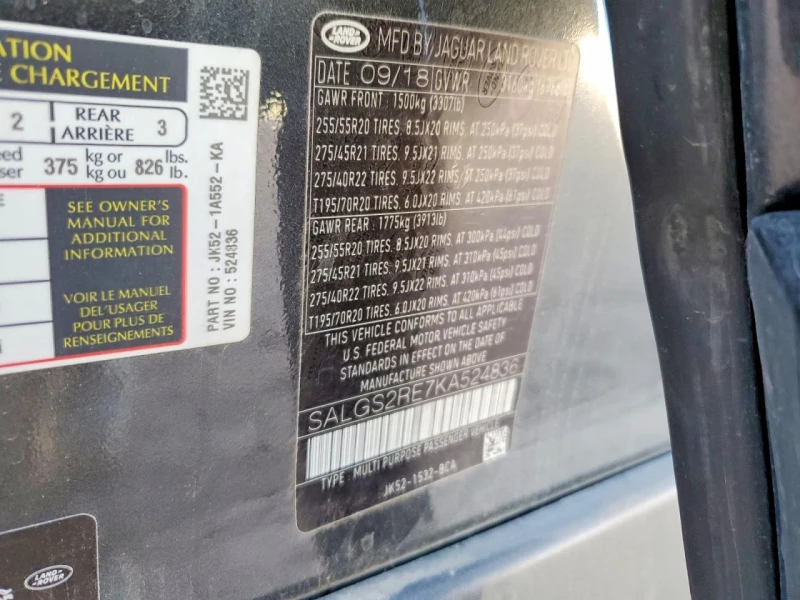 ATION
E CHARGEMENT
2 REAR ARRIÈRE 3
375 kg or kg ou 826 lbs. lb.
SEE OWNER'S
MANUAL FOR
ADDITIONAL
INFORMATION
VOIR LE MANUEL
DEL'USAGER
POUR PLUS DE
RENSEIGNEMENTS
PART NO : JK52-1A552-KA
VIN NO : 524836
LAND ROVER
MFD BY JAGUAR LAND ROVER
DATE 09/18 GVWR
GAWR FRONT : 1500kg (3307lb)
255/55R20 TIRES. 8.5JX20 RIMS. AT 250kPa (37psi) COLD
275/45R21 TIRES. 9.5JX21 RIMS. AT 250kPa (37psi) COLD
275/40R22 TIRES. 9.5JX22 RIMS. AT 250kPa (37psi) COLD
T195/70R20 TIRES. 6.0JX20 RIMS. AT 420kPa (61psi) COLD
GAWR REAR : 1775kg (3913lb)
255/55R20 TIRES. 8.5JX20 RIMS. AT 300kPa (44psi) COLD
275/45R21 TIRES. 9.5JX21 RIMS. AT 310kPa (45psi) COLD
275/40R22 TIRES. 9.5JX22 RIMS. AT 310kPa (45psi) COLD
T195/70R20 TIRES. 6.0JX20 RIMS. AT 420kPa (61psi) COLD
THIS VEHICLE CONFORMS TO ALL APPLICABLE
U.S. FEDERAL MOTOR VEHICLE SAFETY
STANDARDS IN EFFECT ON THE DATE OF
MANUFACTURE SHOWN ABOVE
SALGS2RE7KA524836
TYPE : MULTI PURPOSE PASSENGER VEHICLE
JK52-1532-BCA
LAND ROVER